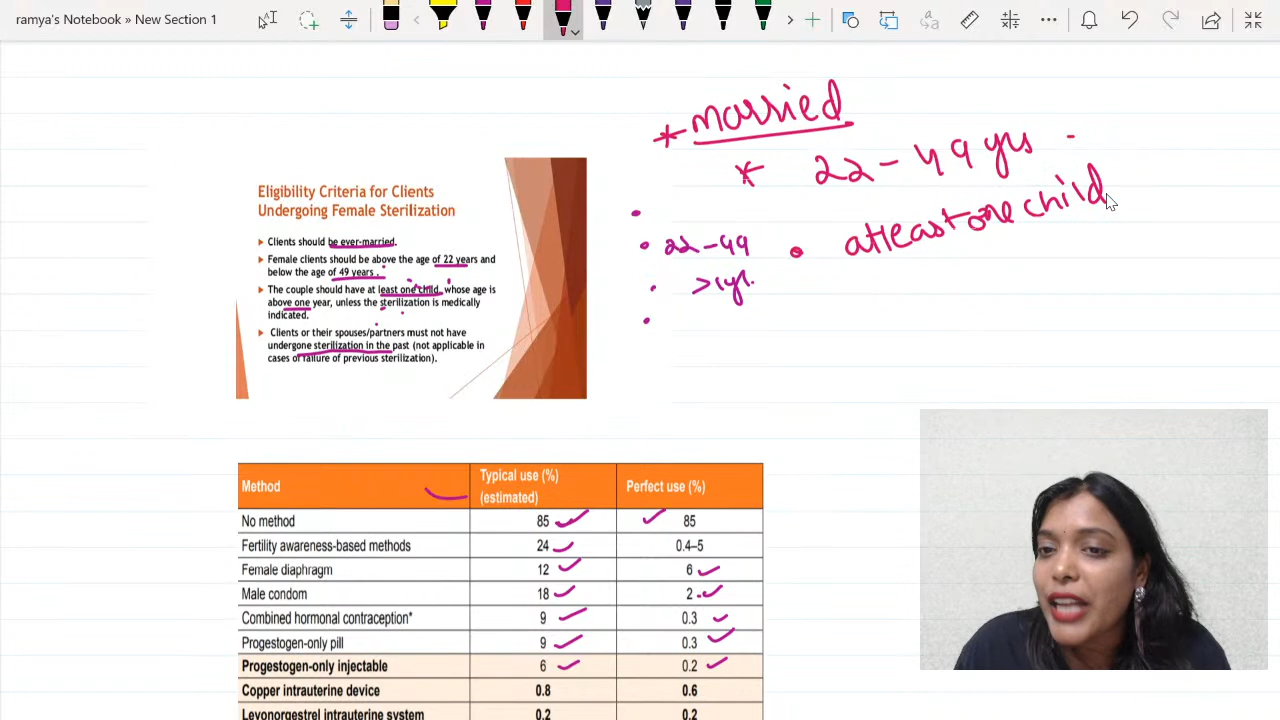 ramya's Notebook » New Section 1
*married
* 22-49 yrs
Eligibility Criteria for Clients
Undergoing Female Sterilization
Clients should be ever-married.
Female clients should be above the age of 22 years and
below the age of 49 years .
The couple should have at least one child, whose age is
above one year, unless the sterilization is medically
indicated.
Clients or their spouses/partners must not have
undergone sterilization in the past (not applicable in
cases of failure of previous sterilization).
22-49
>1yr.
atleast one child
Method Typical use (%) (estimated) Perfect use (%)
No method 85 85
Fertility awareness-based methods 24 0.4–5
Female diaphragm 12 6
Male condom 18 2
Combined hormonal contraception* 9 0.3
Progestogen-only pill 9 0.3
Progestogen-only injectable 6 0.2
Copper intrauterine device 0.8 0.6
Levonorgestrel intrauterine system 0.2 0.2